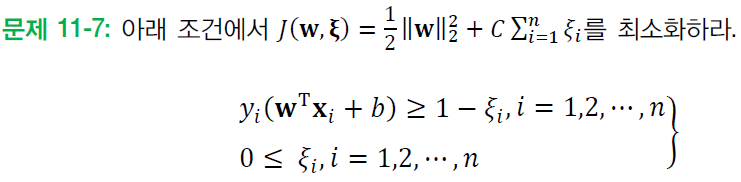 문제 11-7: 아래 조건에서 J(𝐰, 𝛏) = ½‖𝐰‖₂² + C ∑ⁿᵢ₌₁ ξᵢ를 최소화하라.
yᵢ(𝐰ᵀ𝐱ᵢ + b) ≥ 1 − ξᵢ, i = 1,2, ⋯ , n
0 ≤ ξᵢ, i = 1,2, ⋯ , n }